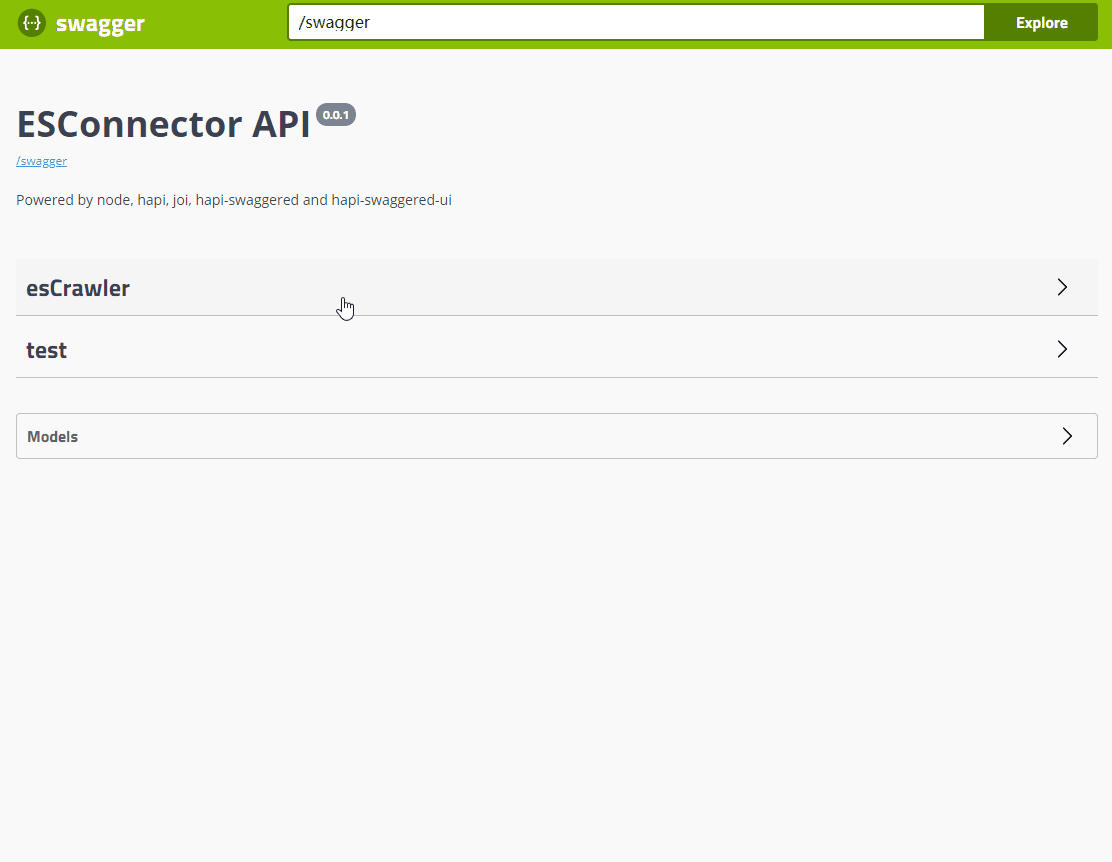 {··} swagger
/swagger
Explore
ESConnector API 0.0.1
/swagger
Powered by node, hapi, joi, hapi-swaggered and hapi-swaggered-ui
esCrawler
test
Models